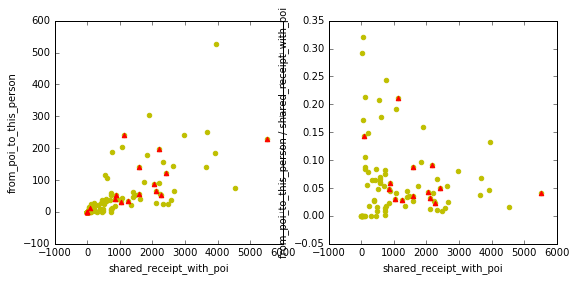 600
500
400
300
200
100
0
−100
from_poi_to_this_person
−1000 0 1000 2000 3000 4000 5000 6000
shared_receipt_with_poi
0.35
0.30
0.25
0.20
0.15
0.10
0.05
0.00
−0.05
from_poi_to_this_person / shared_receipt_with_poi
−1000 0 1000 2000 3000 4000 5000 6000
shared_receipt_with_poi